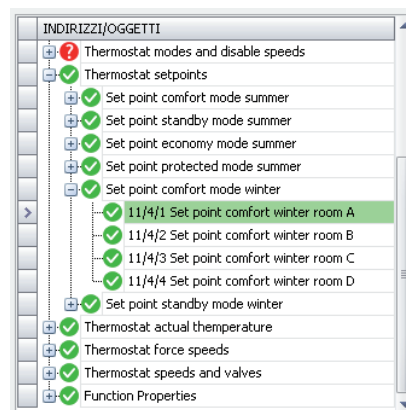 INDIRIZZI/OGGETTI
Thermostat modes and disable speeds
Thermostat setpoints
Set point comfort mode summer
Set point standby mode summer
Set point economy mode summer
Set point protected mode summer
Set point comfort mode winter
11/4/1 Set point comfort winter room A
11/4/2 Set point comfort winter room B
11/4/3 Set point comfort winter room C
11/4/4 Set point comfort winter room D
Set point standby mode winter
Thermostat actual themperature
Thermostat force speeds
Thermostat speeds and valves
Function Properties